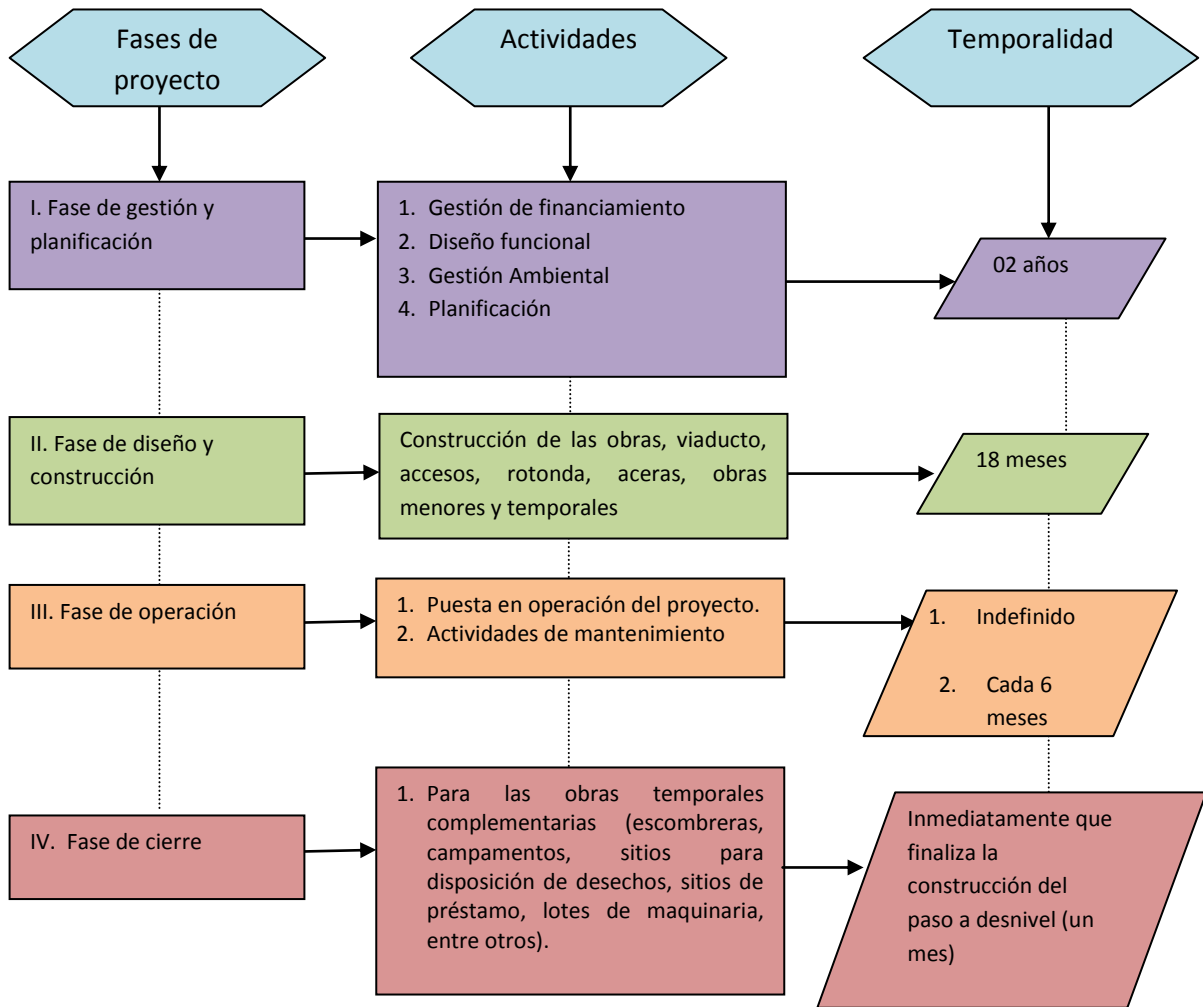 Fases de
proyecto
Actividades
Temporalidad
I. Fase de gestión y
planificación
1. Gestión de financiamiento
2. Diseño funcional
3. Gestión Ambiental
4. Planificación
02 años
II. Fase de diseño y
construcción
Construcción de las obras, viaducto,
accesos, rotonda, aceras, obras
menores y temporales
18 meses
III. Fase de operación
1. Puesta en operación del proyecto.
2. Actividades de mantenimiento
1. Indefinido
2. Cada 6
meses
IV. Fase de cierre
1. Para las obras temporales
complementarias (escombreras,
campamentos, sitios para
disposición de desechos, sitios de
préstamo, lotes de maquinaria,
entre otros).
Inmediatamente que
finaliza la
construcción del
paso a desnivel (un
mes)